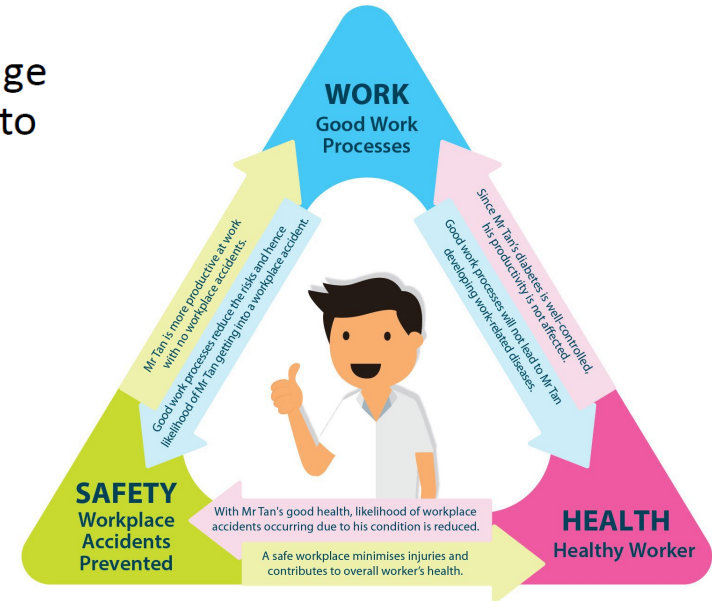 ge
to
WORK
Good Work
Processes
Mr Tan is more productive at work
with no workplace accidents.
Good work processes reduce the risks and hence
likelihood of Mr Tan getting into a workplace accident.
Since Mr Tan's diabetes is well-controlled,
his productivity is not affected.
Good work processes will not lead to Mr Tan
developing work-related diseases.
SAFETY
Workplace
Accidents
Prevented
With Mr Tan's good health, likelihood of workplace
accidents occurring due to his condition is reduced.
A safe workplace minimises injuries and
contributes to overall worker's health.
HEALTH
Healthy Worker